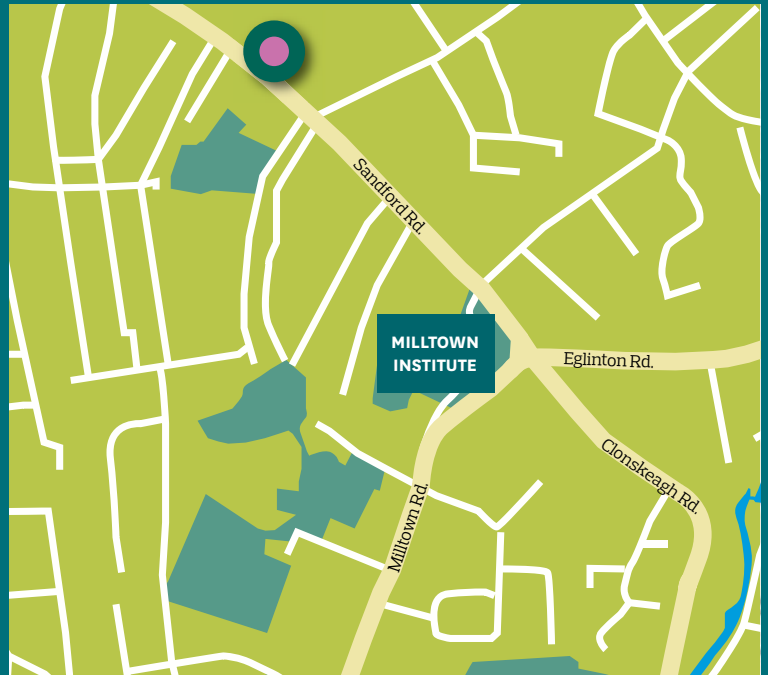 Sandford Rd.
MILLTOWN
INSTITUTE
Eglinton Rd.
Clonskeagh Rd.
Milltown Rd.